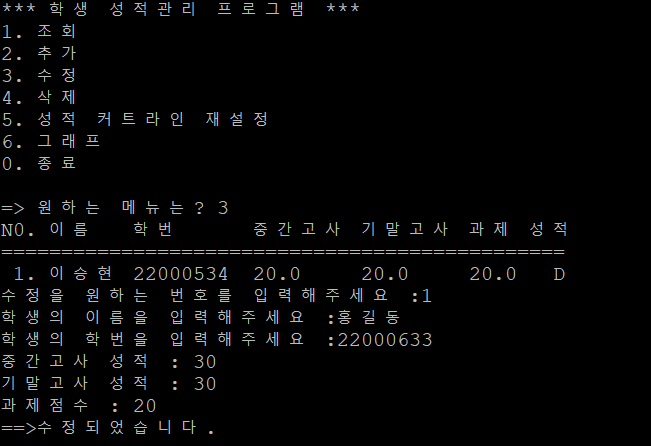 *** 학생 성적관리 프로그램 ***
1. 조회
2. 추가
3. 수정
4. 삭제
5. 성적 커트라인 재설정
6. 그래프
0. 종료
=> 원하는 메뉴는? 3
NO. 이름 학번 중간고사 기말고사 과제 성적
===============================================
1. 이승현 22000534 20.0 20.0 20.0 D
수정을 원하는 번호를 입력해주세요 :1
학생의 이름을 입력해주세요 :홍길동
학생의 학번을 입력해주세요 :22000633
중간고사 성적 : 30
기말고사 성적 : 30
과제점수 : 20
==>수정되었습니다.